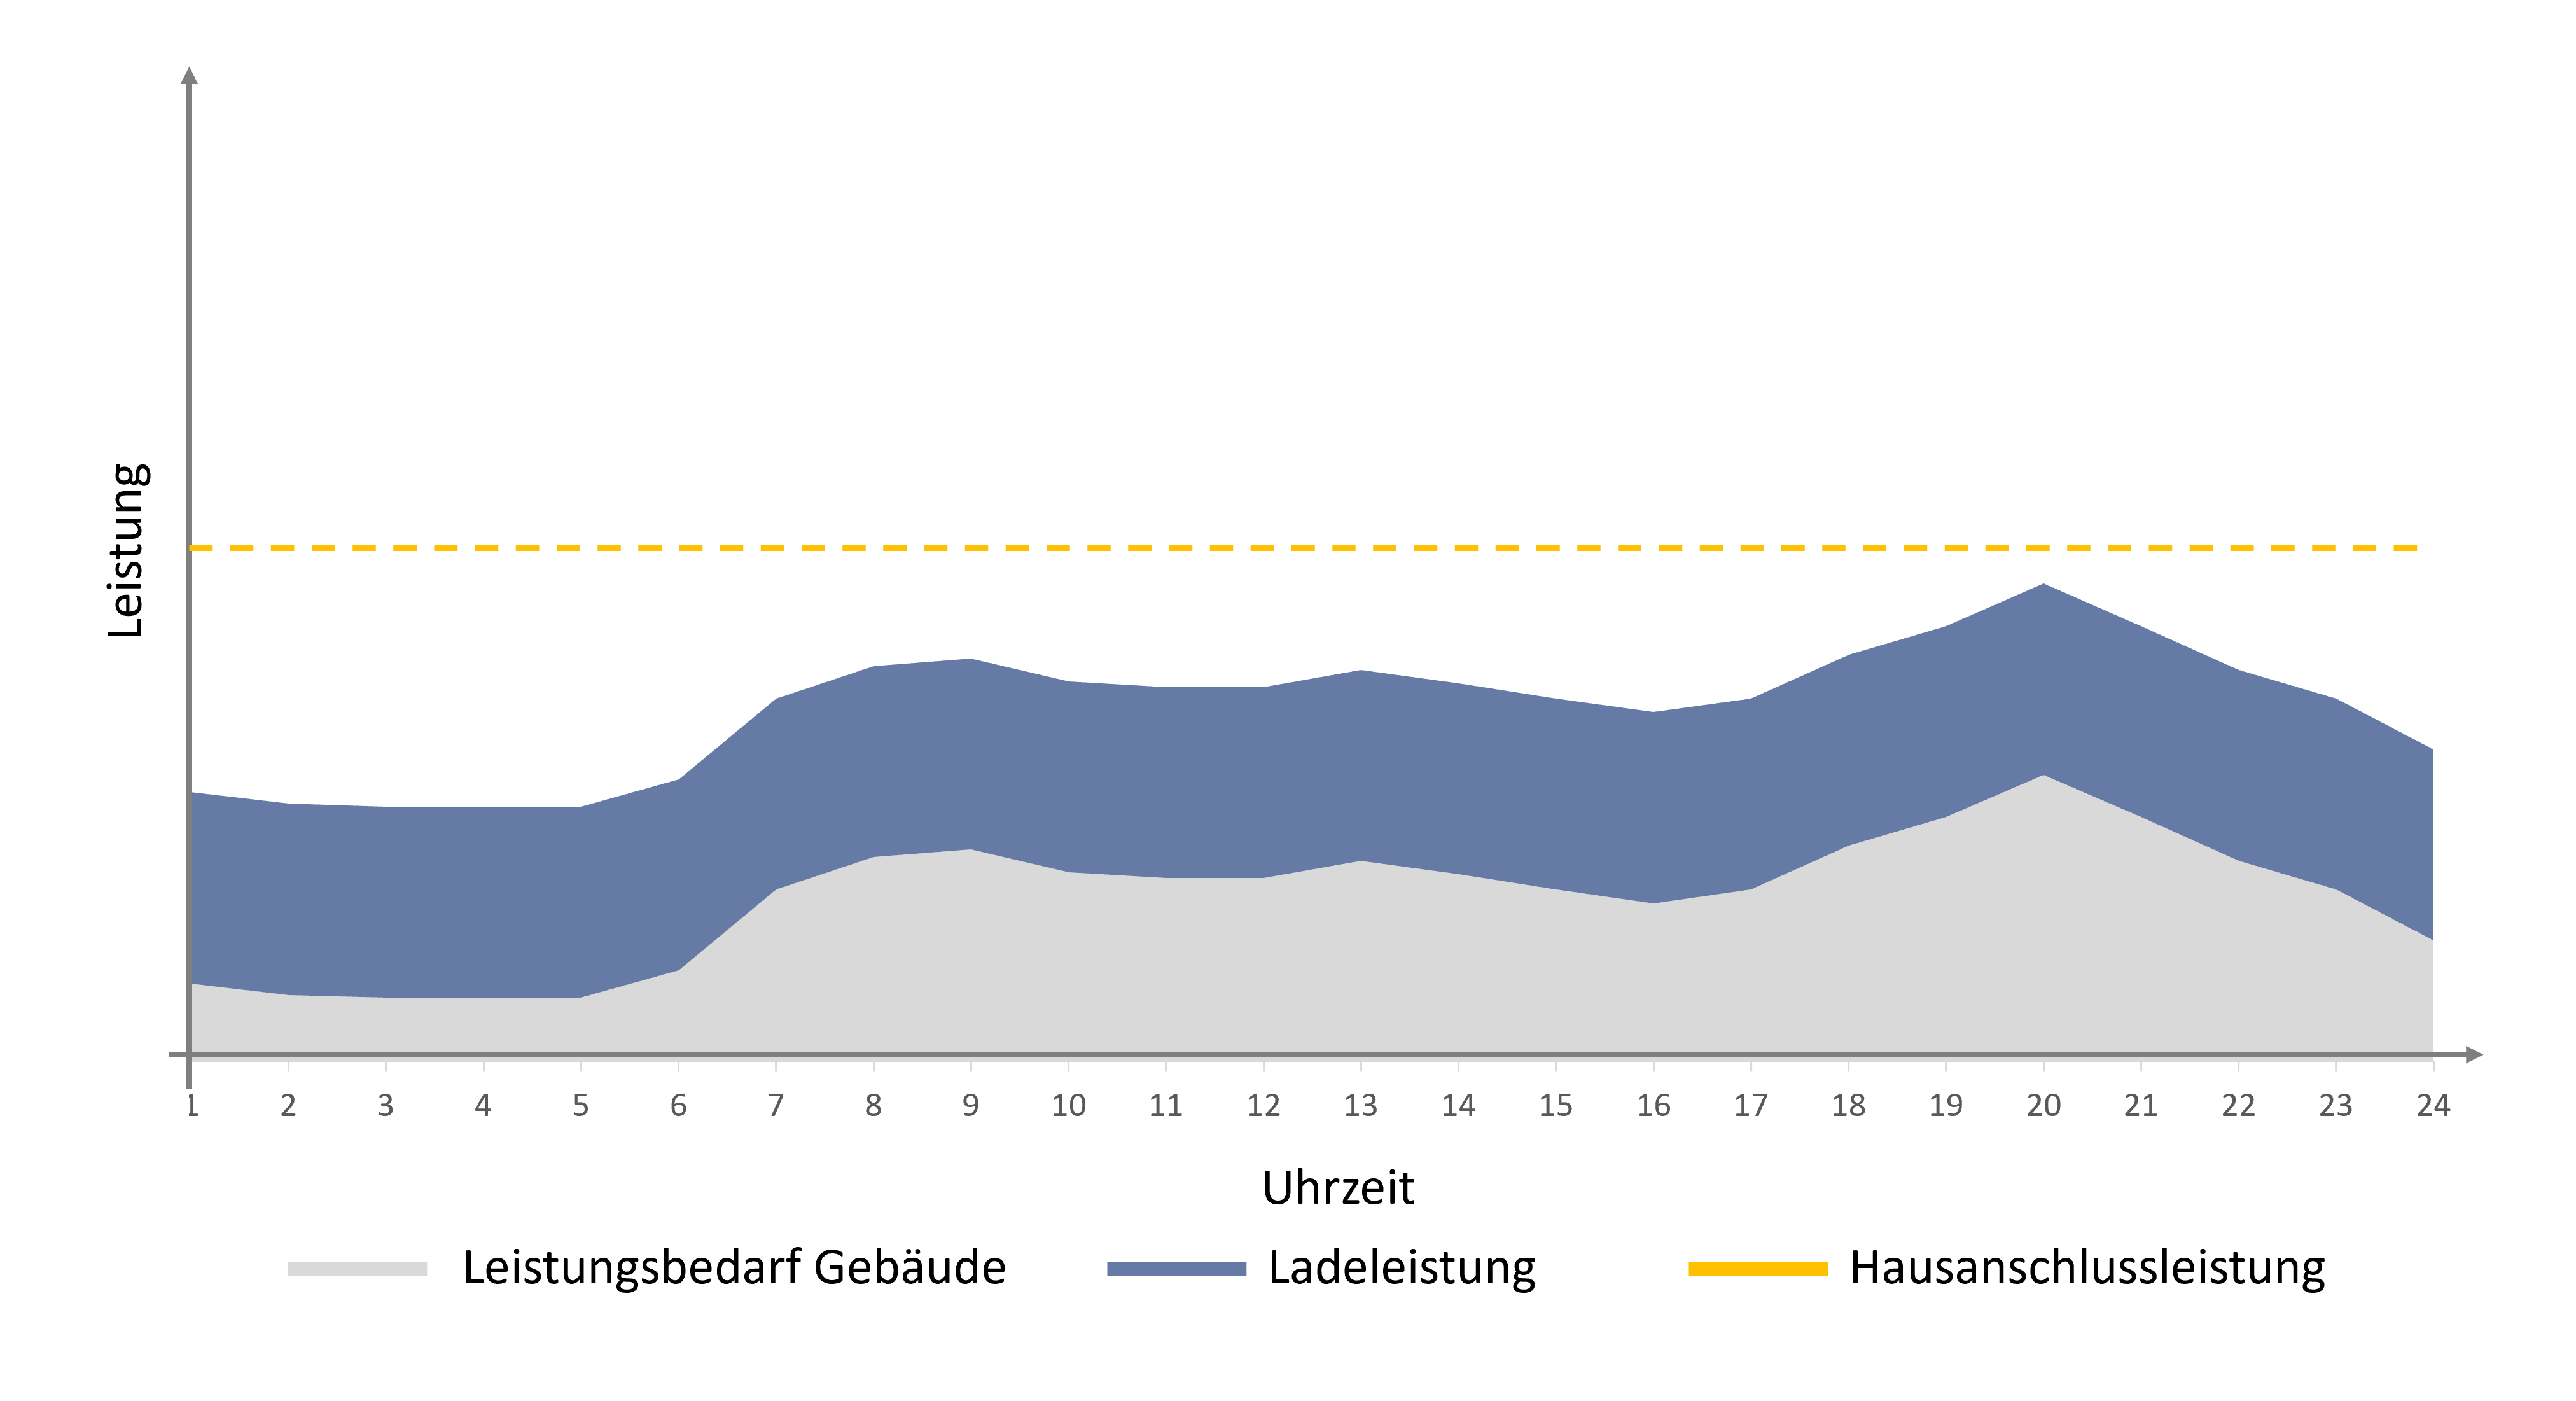 Leistung
1 2 3 4 5 6 7 8 9 10 11 12 13 14 15 16 17 18 19 20 21 22 23 24
Uhrzeit
Leistungsbedarf Gebäude Ladeleistung Hausanschlussleistung